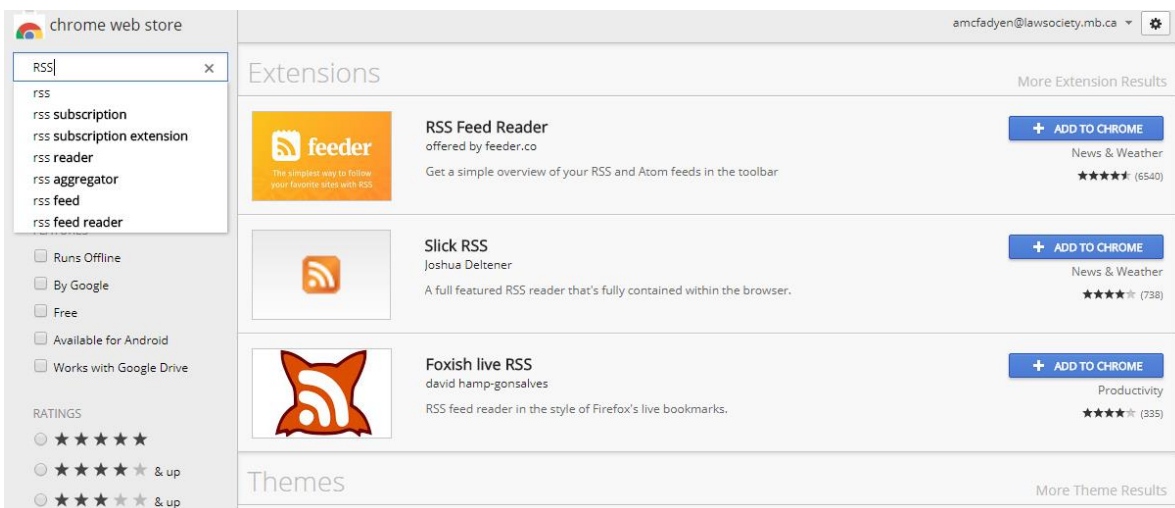 chrome web store
amcfadyen@lawsociety.mb.ca
RSS
rss
rss subscription
rss subscription extension
rss reader
rss aggregator
rss feed
rss feed reader
Runs Offline
By Google
Free
Available for Android
Works with Google Drive
RATINGS
& up
& up
Extensions
More Extension Results
feeder
The simplest way to follow
your favorite sites with RSS
RSS Feed Reader
offered by feeder.co
Get a simple overview of your RSS and Atom feeds in the toolbar
+ ADD TO CHROME
News & Weather
(6540)
Slick RSS
Joshua Deltener
A full featured RSS reader that's fully contained within the browser.
+ ADD TO CHROME
News & Weather
(738)
Foxish live RSS
david hamp-gonsalves
RSS feed reader in the style of Firefox's live bookmarks.
+ ADD TO CHROME
Productivity
(335)
Themes
More Theme Results